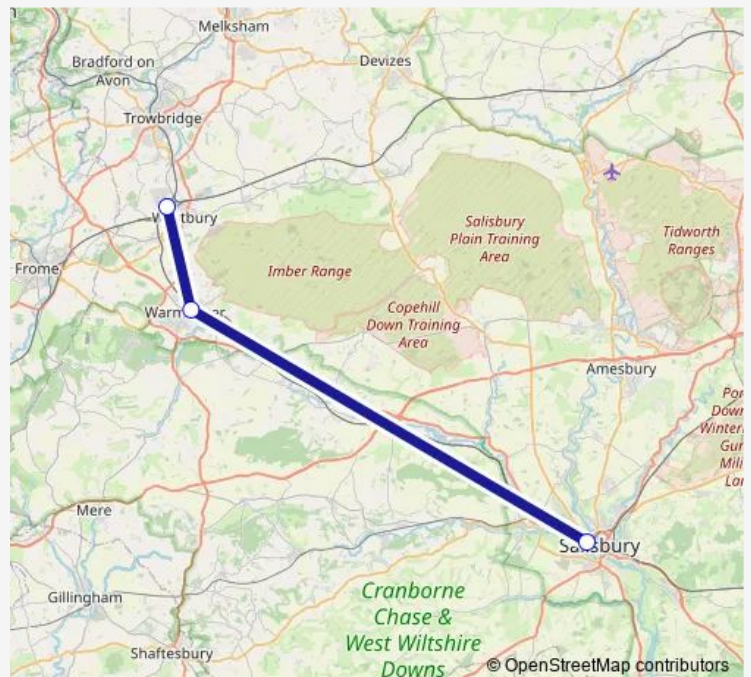 Melksham
Bradford on
Avon
Devizes
Trowbridge
Salisbury
Plain Training
Area
Tidworth
Ranges
Frome
Imber Range
Copehill
Down Training
Area
Amesbury
Mere
Gillingham
Cranborne
Chase &
West Wiltshire
Downs
Shaftesbury
© OpenStreetMap contributors